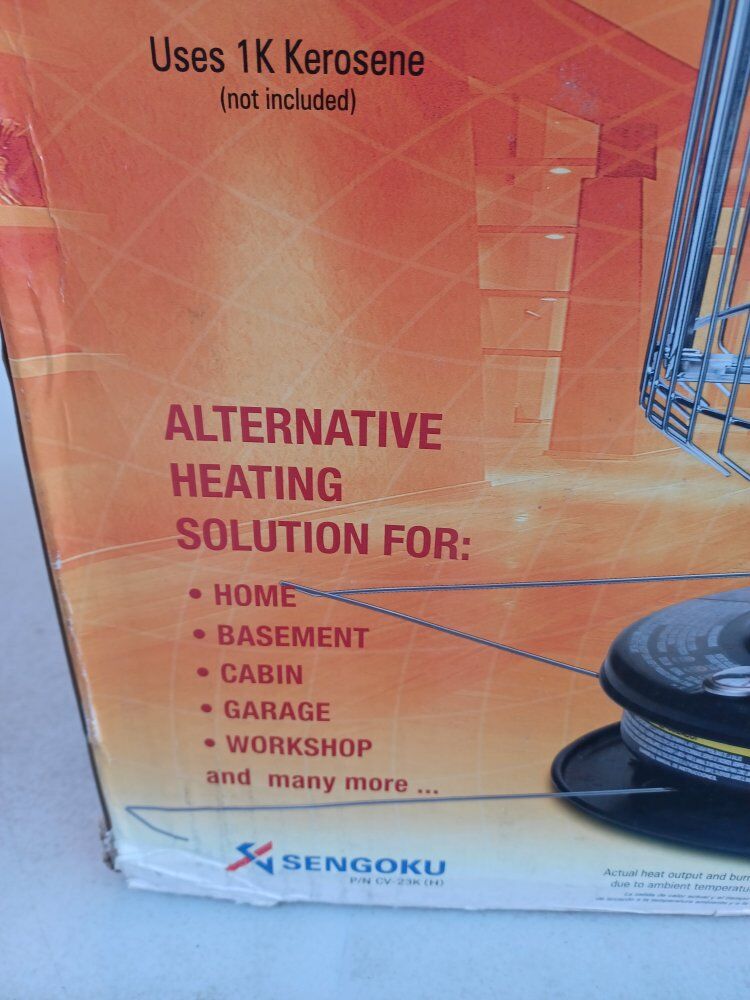 Uses 1K Kerosene
(not included)
ALTERNATIVE
HEATING
SOLUTION FOR:
• HOME
• BASEMENT
• CABIN
• GARAGE
• WORKSHOP
and many more ...
SENGOKU
P/N CV-23K (H)
Actual heat output and burn
due to ambient temperatu